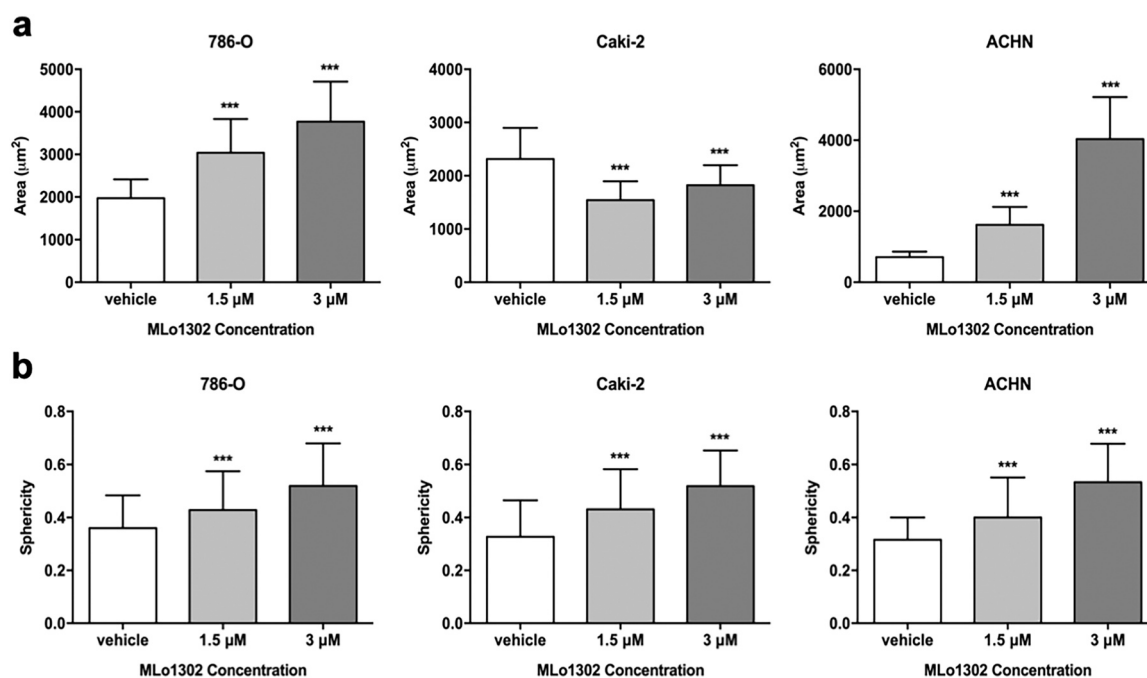 a
786-O
Caki-2
ACHN
Area (μm²)
5000
4000
3000
2000
1000
0
***
***
vehicle
1.5 μM
3 μM
MLo1302 Concentration
Area (μm²)
4000
3000
2000
1000
0
***
***
vehicle
1.5 μM
3 μM
MLo1302 Concentration
Area (μm²)
6000
4000
2000
0
***
***
vehicle
1.5 μM
3 μM
MLo1302 Concentration
b
786-O
Caki-2
ACHN
Sphericity
0.8
0.6
0.4
0.2
0.0
***
***
vehicle
1.5 μM
3 μM
MLo1302 Concentration
Sphericity
0.8
0.6
0.4
0.2
0.0
***
***
vehicle
1.5 μM
3 μM
MLo1302 Concentration
Sphericity
0.8
0.6
0.4
0.2
0.0
***
***
vehicle
1.5 μM
3 μM
MLo1302 Concentration